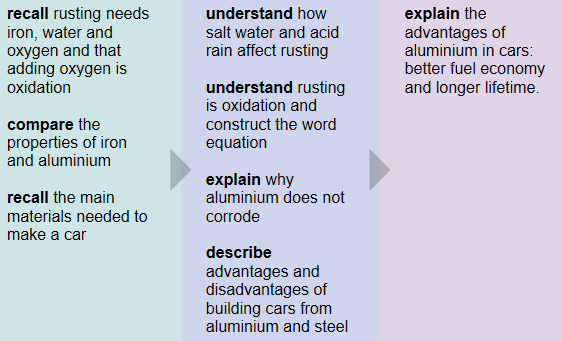 recall rusting needs
iron, water and
oxygen and that
adding oxygen is
oxidation
compare the
properties of iron
and aluminium
recall the main
materials needed to
make a car
understand how
salt water and acid
rain affect rusting
understand rusting
is oxidation and
construct the word
equation
explain why
aluminium does not
corrode
describe
advantages and
disadvantages of
building cars from
aluminium and steel
explain the
advantages of
aluminium in cars:
better fuel economy
and longer lifetime.